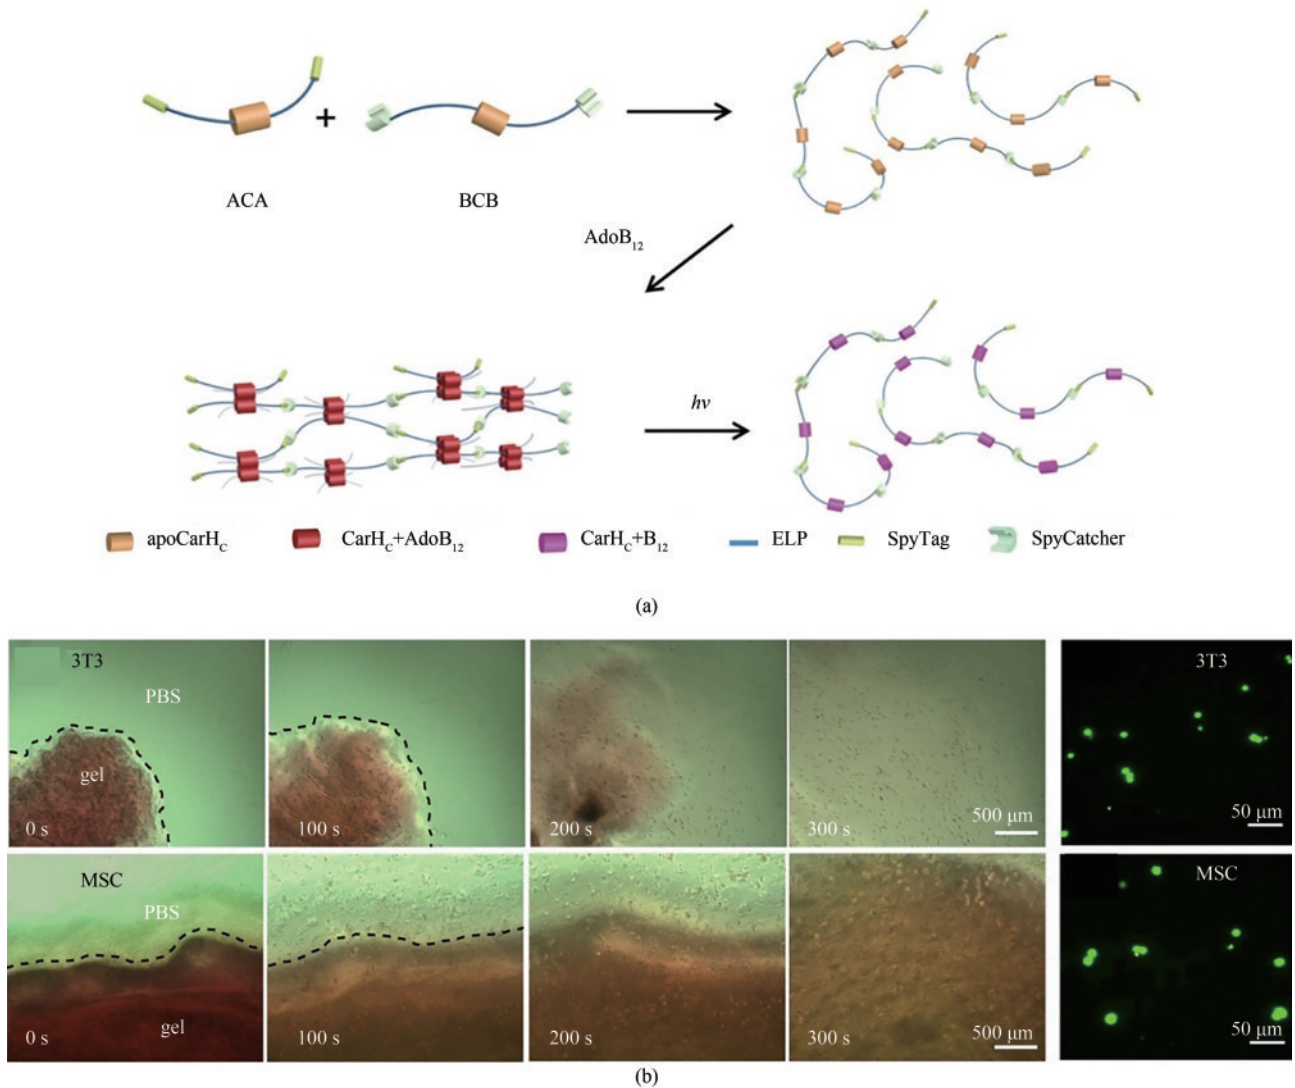 ACA
+
BCB
AdoB12
hv
apoCarHC
CarHC+AdoB12
CarHC+B12
ELP
SpyTag
SpyCatcher
(a)
3T3
PBS
gel
0 s
100 s
200 s
300 s
500 μm
3T3
50 μm
MSC
PBS
gel
0 s
100 s
200 s
300 s
500 μm
MSC
50 μm
(b)